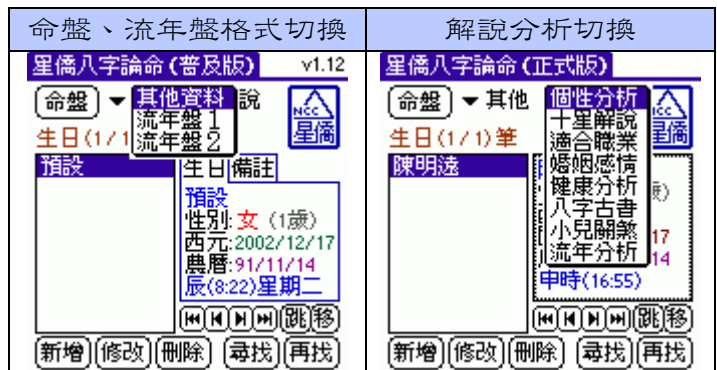 命盤、流年盤格式切換
解說分析切換
星僑八字論命(普及版) v1.12
命盤 其他資料 說
流年盤1
流年盤2
NCC
星僑
生日(1/1
預設
生日 備註
預設
性別:女 (1歲)
西元:2002/12/17
農曆:91/11/14
辰(8:22)星期二
跳 移
新增 修改 刪除 尋找 再找
星僑八字論命(正式版)
命盤 其他 個性分析
十星解說
適合職業
婚姻感情
健康分析
八字古書
小兒關煞
流年分析
NCC
星僑
生日(1/1)筆
陳明遠
歲)
17
14
申時(16:55)
跳 移
新增 修改 刪除 尋找 再找